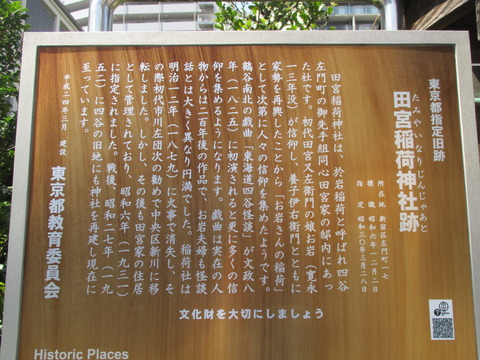 東京都指定旧跡
たみやいなりじんじゃあと
田宮稲荷神社跡
所在地 新宿区左門町一七
標識 昭和六年一二月二日
指定 昭和三〇年三月二八日
田宮稲荷神社は、於岩稲荷と呼ばれ四谷
左門町の御先手組同心田宮家の邸内にあっ
た社です。初代田宮又左衛門の娘お岩(寛永
一三年没)が信仰し、養子伊右衛門とともに
家勢を再興したことから「お岩さんの稲荷」
として次第に人々の信仰を集めたようです。
鶴谷南北の戯曲『東海道四谷怪談』が文政八
年(一八二五)に初演されると更に多くの信
仰を集めるようになります。戯曲は実在の人
物からは二百年後の作品で、お岩夫婦も怪談
話とは大きく異なり円満でした。稲荷社は
明治一二年(一八七九)に火事で消失し、そ
の際初代市川左団次の勧めで中央区新川に移
転しました。しかし、その後も田宮家の住居
として管理されており、昭和六年(一九三一)
に指定されました。戦後、昭和二七年(一九
五二)に四谷の旧地にも神社を再建し現在に
至っています。
平成二四年三月 建設
東京都教育委員会
文化財を大切にしましょう
Historic Places